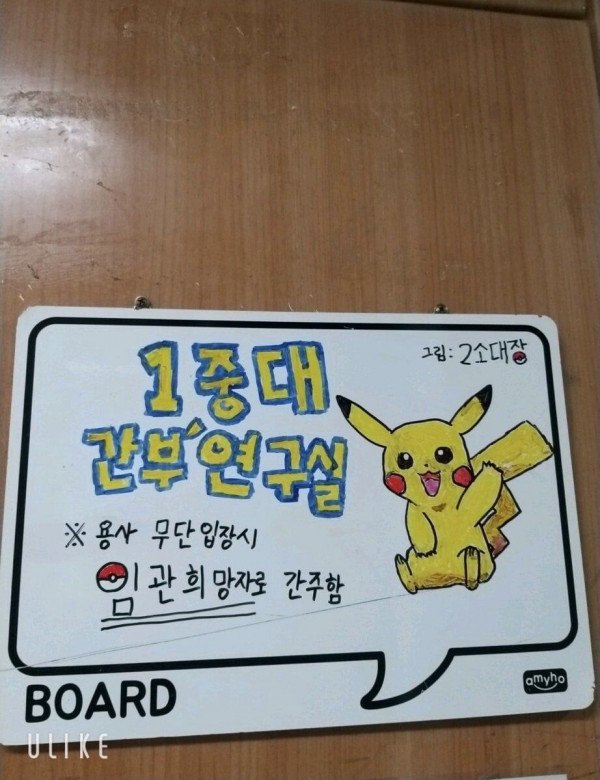 1중대
간부'연구실
그림: 2소대장
※ 용사 무단입장시
임관희망자로 간주함
BOARD
amyho
ULIKE